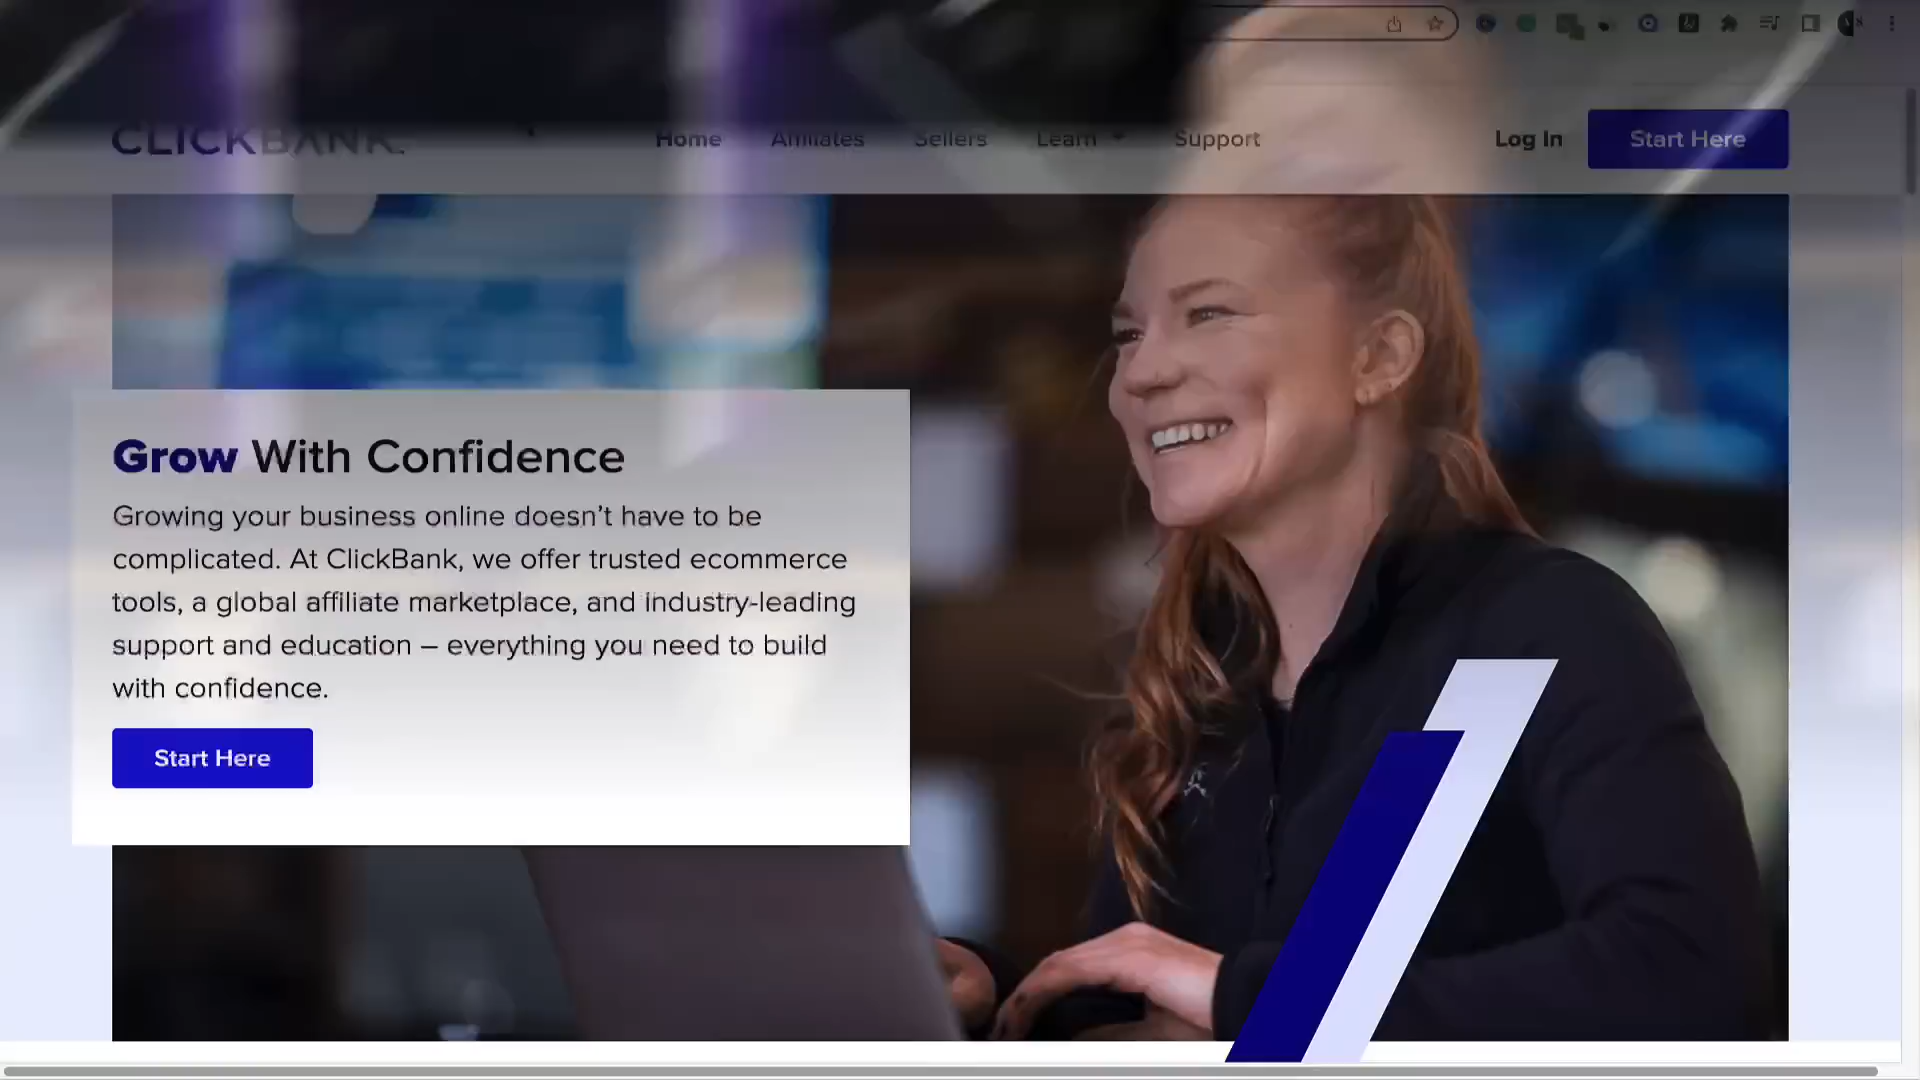 CLICKBANK.
Home Affiliates Sellers Learn Support Log In Start Here
Grow With Confidence
Growing your business online doesn't have to be
complicated. At ClickBank, we offer trusted ecommerce
tools, a global affiliate marketplace, and industry-leading
support and education – everything you need to build
with confidence.
Start Here